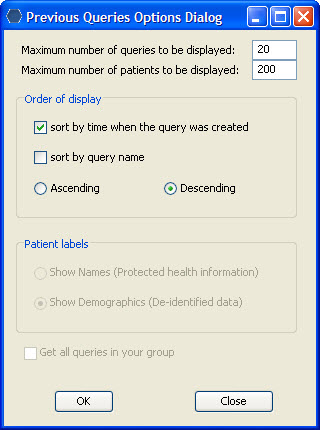 Previous Queries Options Dialog
Maximum number of queries to be displayed: 20
Maximum number of patients to be displayed: 200
Order of display
sort by time when the query was created
sort by query name
Ascending Descending
Patient labels
Show Names (Protected health information)
Show Demographics (De-identified data)
Get all queries in your group
OK Close